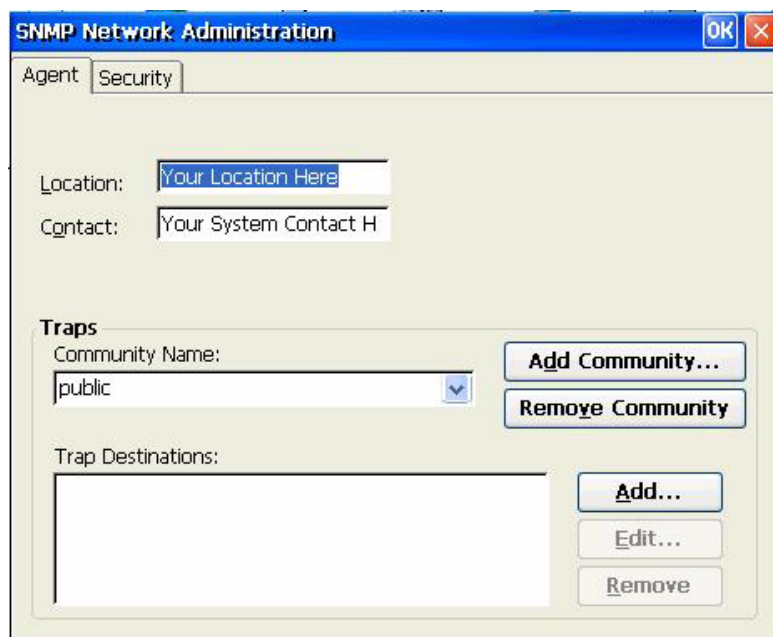 SNMP Network Administration OK
Agent Security
Location: Your Location Here
Contact: Your System Contact H
Traps
Community Name:
public
Add Community...
Remove Community
Trap Destinations:
Add...
Edit...
Remove